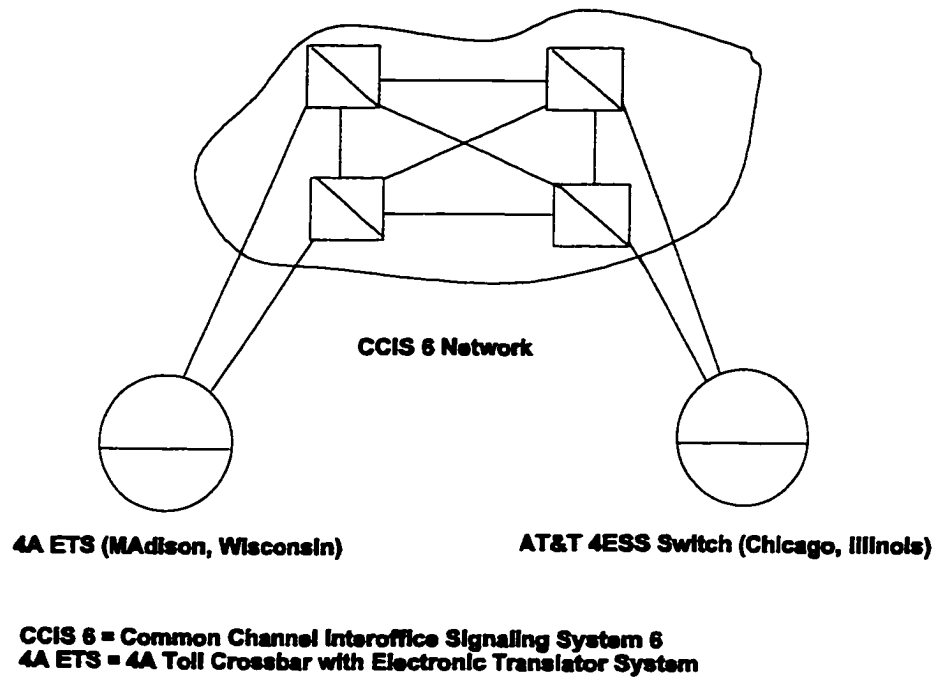 CCIS 6 Network
4A ETS (MAdison, Wisconsin)
AT&T 4ESS Switch (Chicago, Illinois)
CCIS 6 = Common Channel Interoffice Signaling System 6
4A ETS = 4A Toll Crossbar with Electronic Translator System